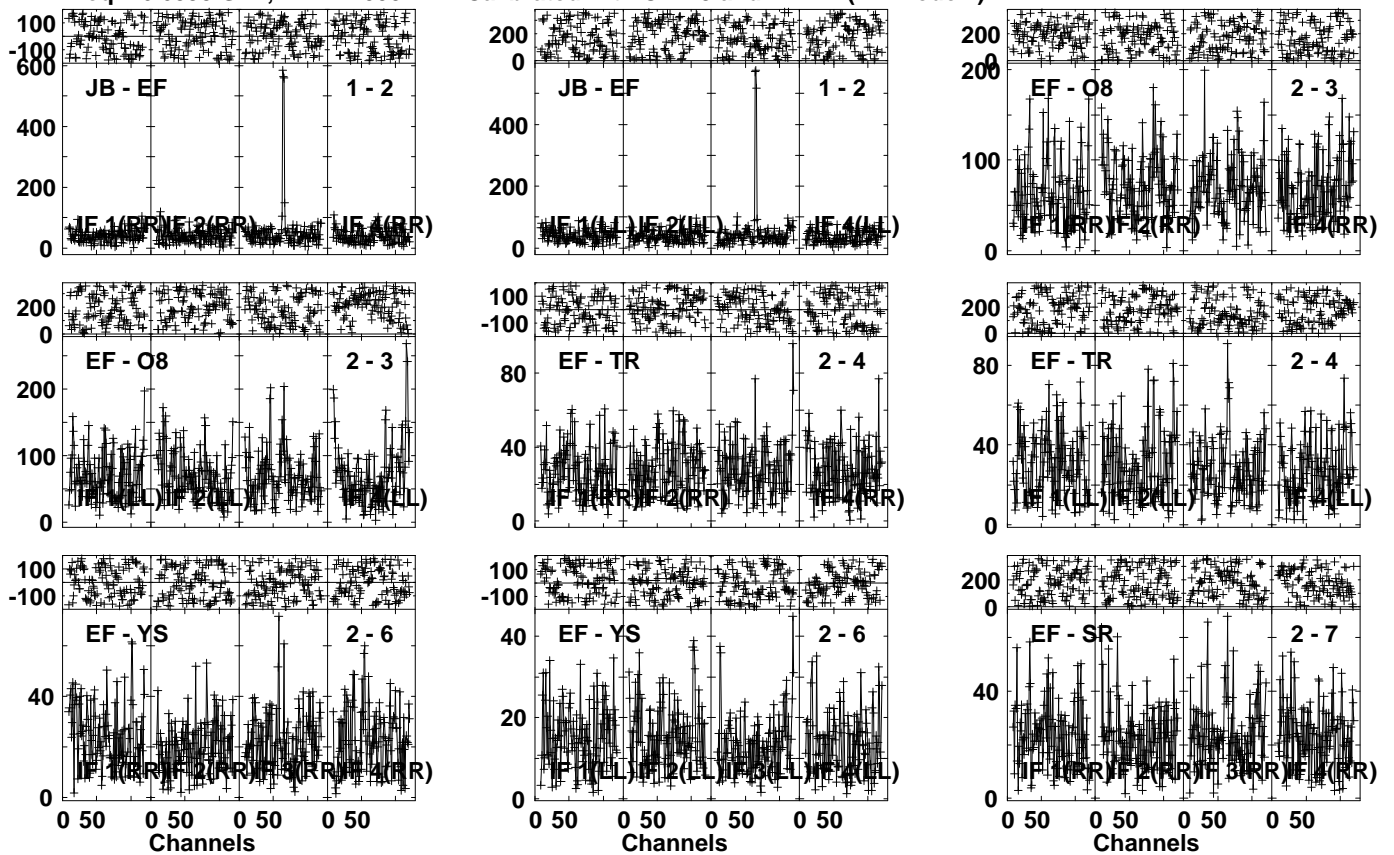 100
-100
600
400
200
0
JB - EF 1 - 2
IF 1(RR) IF 2(RR) IF 4(RR)
200
0
400
200
0
JB - EF 1 - 2
IF 1(LL) IF 2(LL) IF 4(LL)
200
0
200
100
0
EF - O8 2 - 3
IF 1(RR) IF 2(RR) IF 4(RR)
200
0
200
100
0
EF - O8 2 - 3
IF 1(LL) IF 2(LL) IF 4(LL)
100
-100
80
40
0
EF - TR 2 - 4
IF 1(RR) IF 2(RR) IF 4(RR)
200
0
80
40
0
EF - TR 2 - 4
IF 1(LL) IF 2(LL) IF 4(LL)
100
-100
40
0
EF - YS 2 - 6
IF 1(RR) IF 2(RR) IF 3(RR) IF 4(RR)
0 50 0 50 0 50 0 50
Channels
100
-100
40
20
0
EF - YS 2 - 6
IF 1(LL) IF 2(LL) IF 3(LL) IF 4(LL)
0 50 0 50 0 50 0 50
Channels
200
0
40
0
EF - SR 2 - 7
IF 1(RR) IF 2(RR) IF 3(RR) IF 4(RR)
0 50 0 50 0 50 0 50
Channels